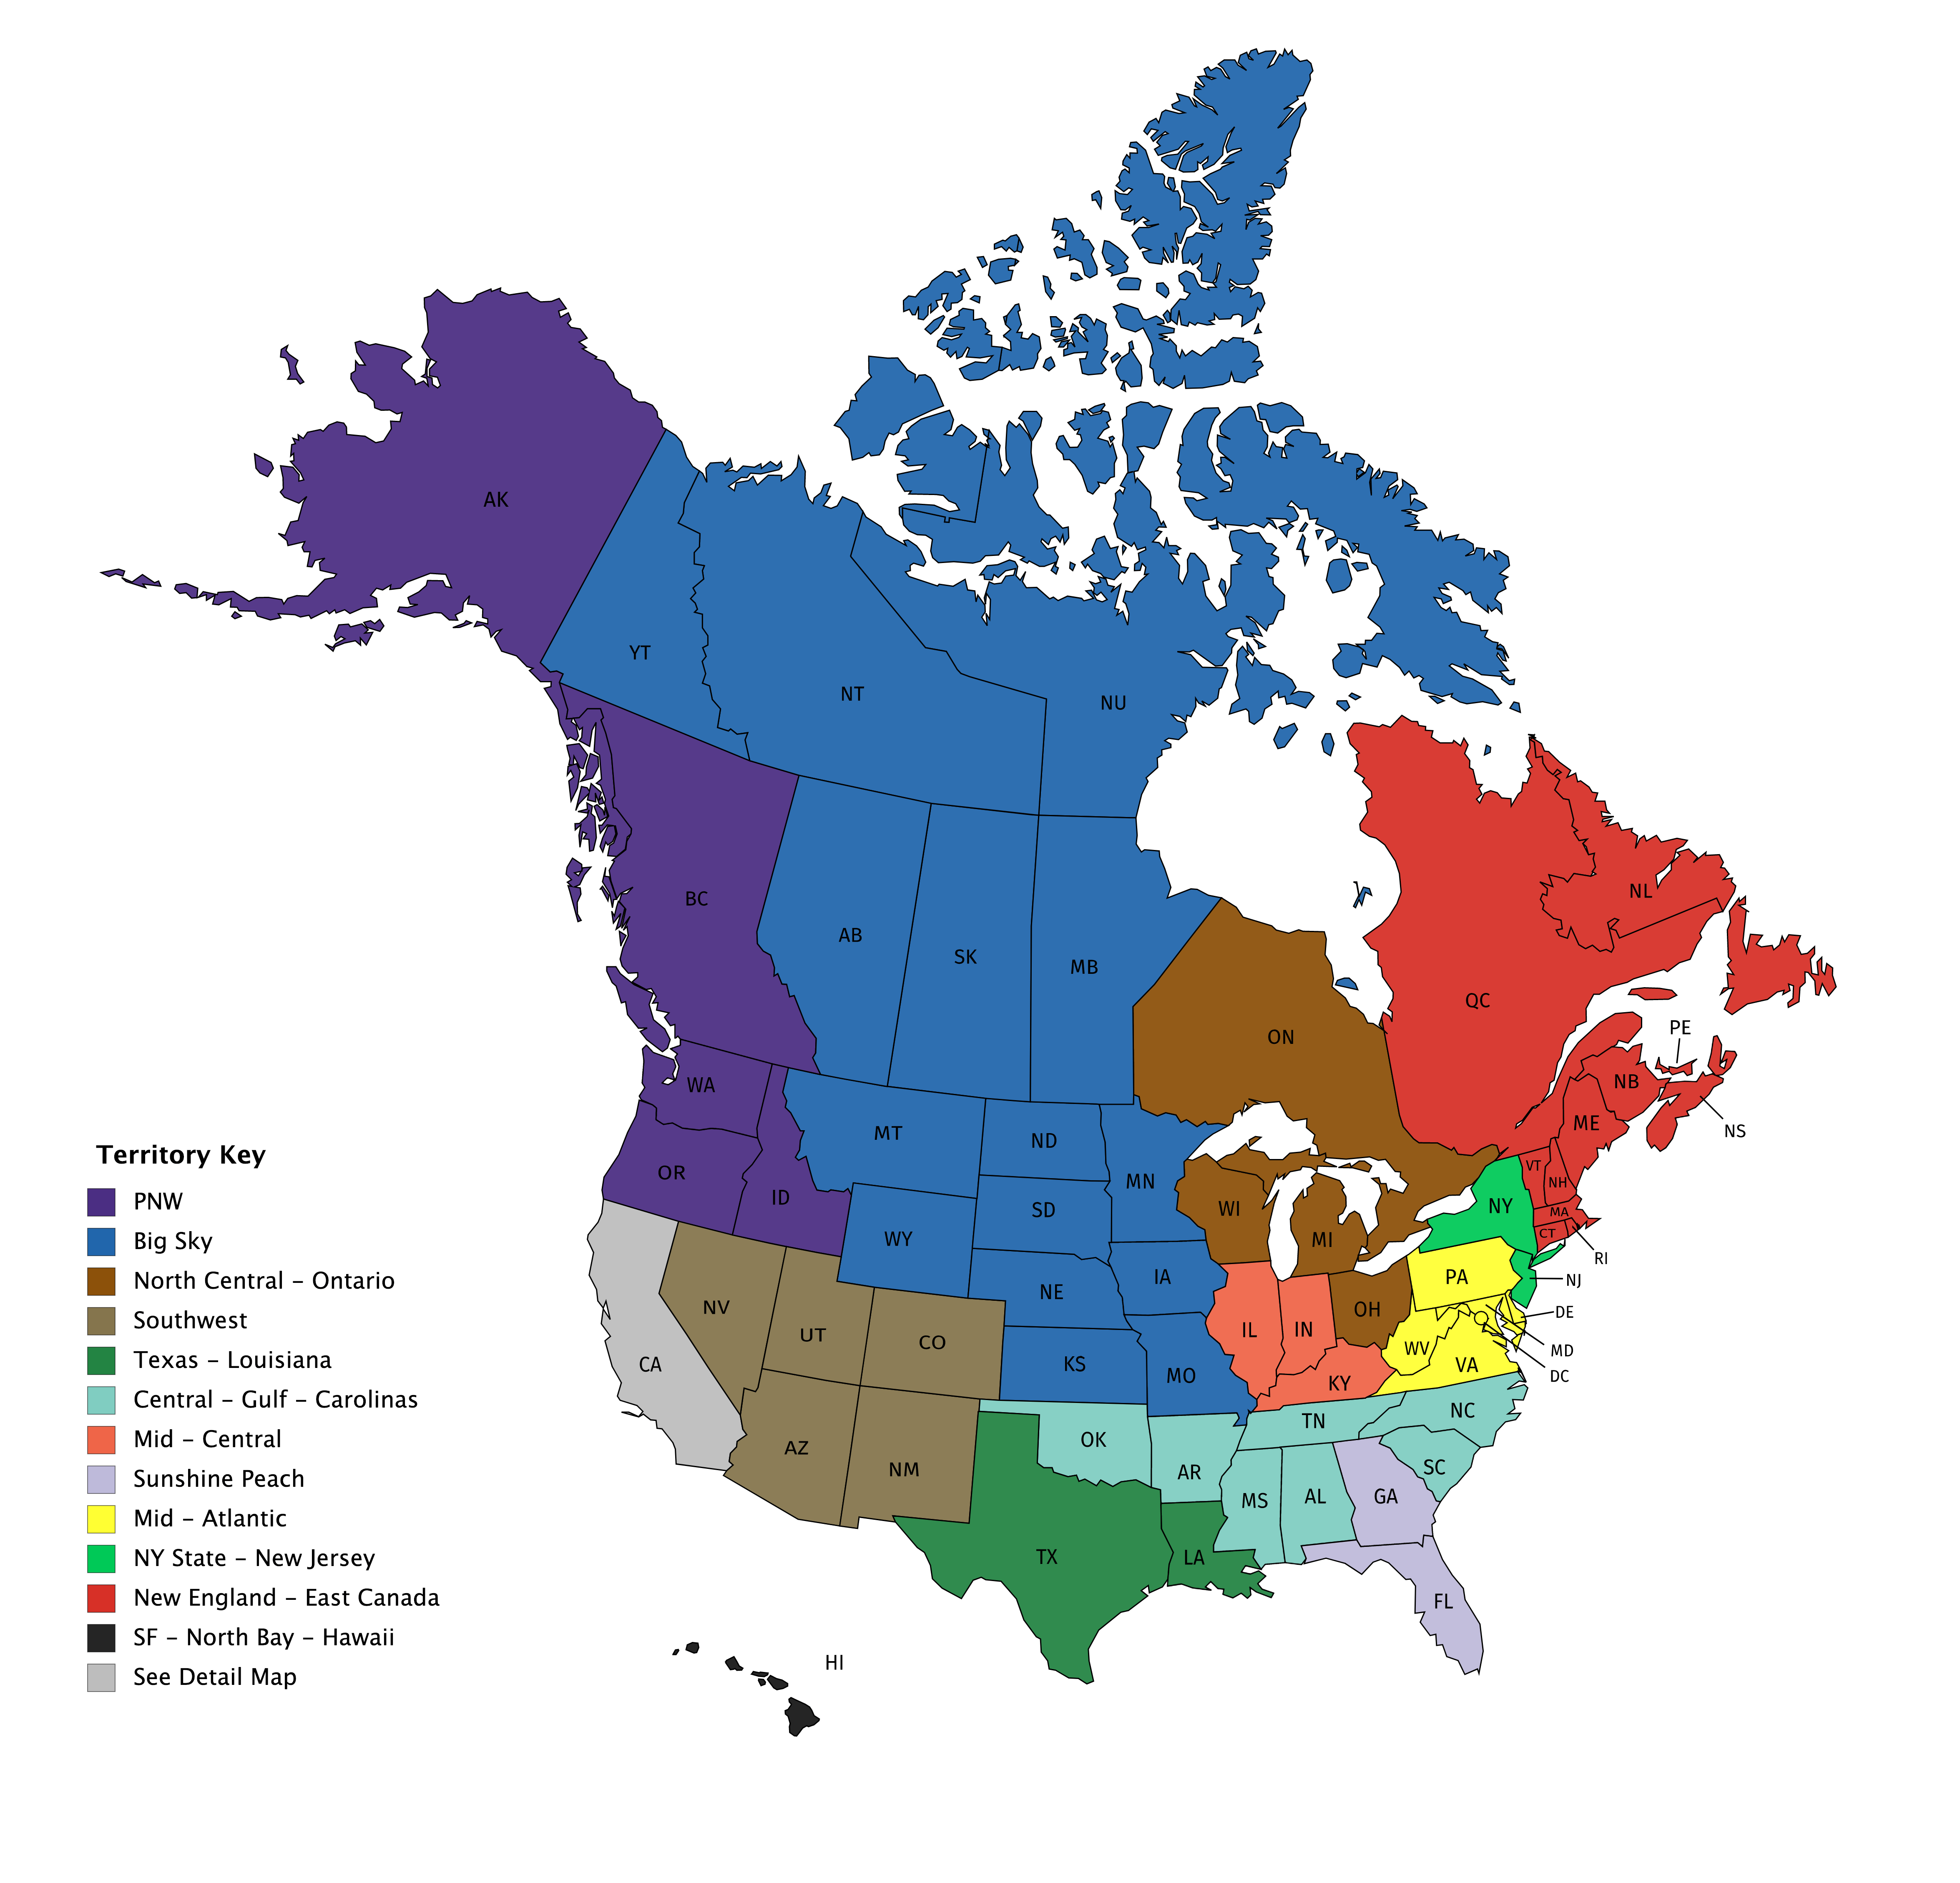 AK
YT
NT
NU
BC
AB
SK
MB
ON
QC
NL
PE
NB
NS
ME
WA
MT
ND
MN
OR
ID
SD
WI
MI
NY
VT
NH
MA
CT
RI
WY
NE
IA
PA
NJ
NV
UT
CO
KS
MO
IL
IN
OH
WV
VA
DE
MD
DC
CA
KY
AZ
NM
OK
AR
TN
NC
SC
MS
AL
GA
TX
LA
FL
HI
Territory Key
PNW
Big Sky
North Central – Ontario
Southwest
Texas – Louisiana
Central – Gulf – Carolinas
Mid – Central
Sunshine Peach
Mid – Atlantic
NY State – New Jersey
New England – East Canada
SF – North Bay – Hawaii
See Detail Map